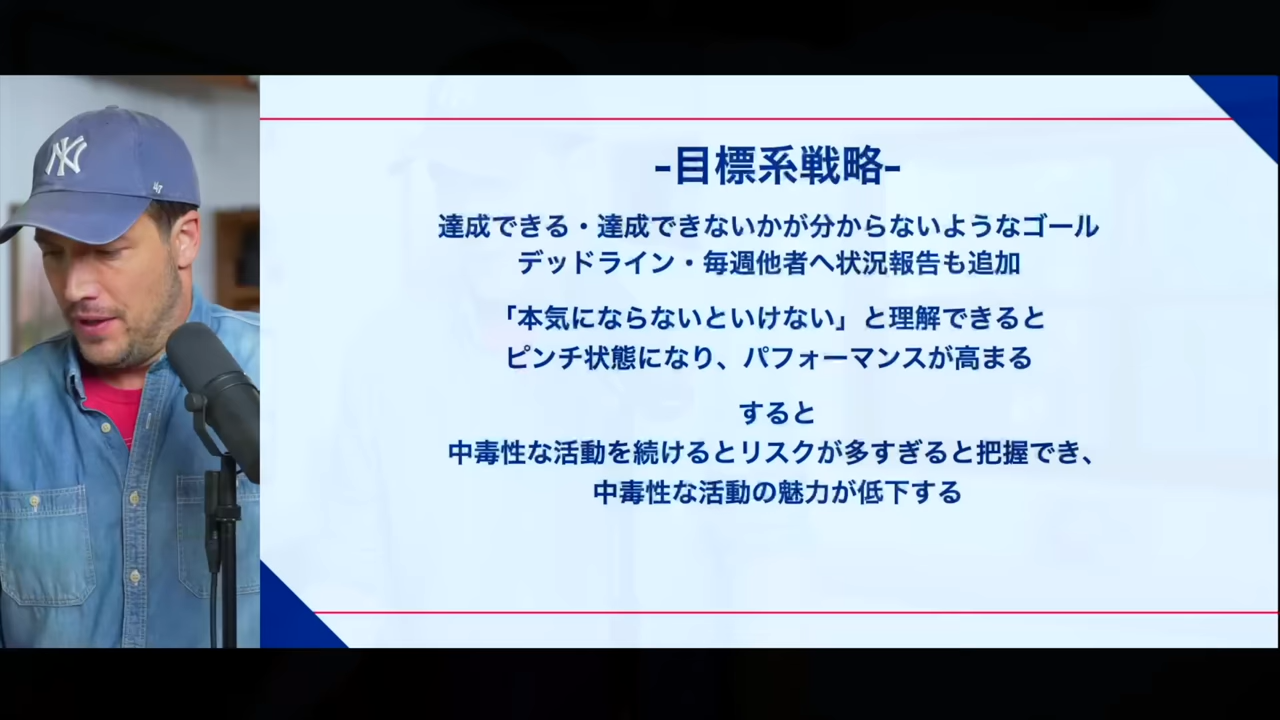 -目標系戦略-
達成できる・達成できないかが分からないようなゴール
デッドライン・毎週他者へ状況報告も追加
「本気にならないといけない」と理解できると
ピンチ状態になり、パフォーマンスが高まる
すると
中毒性な活動を続けるとリスクが多すぎると把握でき、
中毒性な活動の魅力が低下する
NY
47